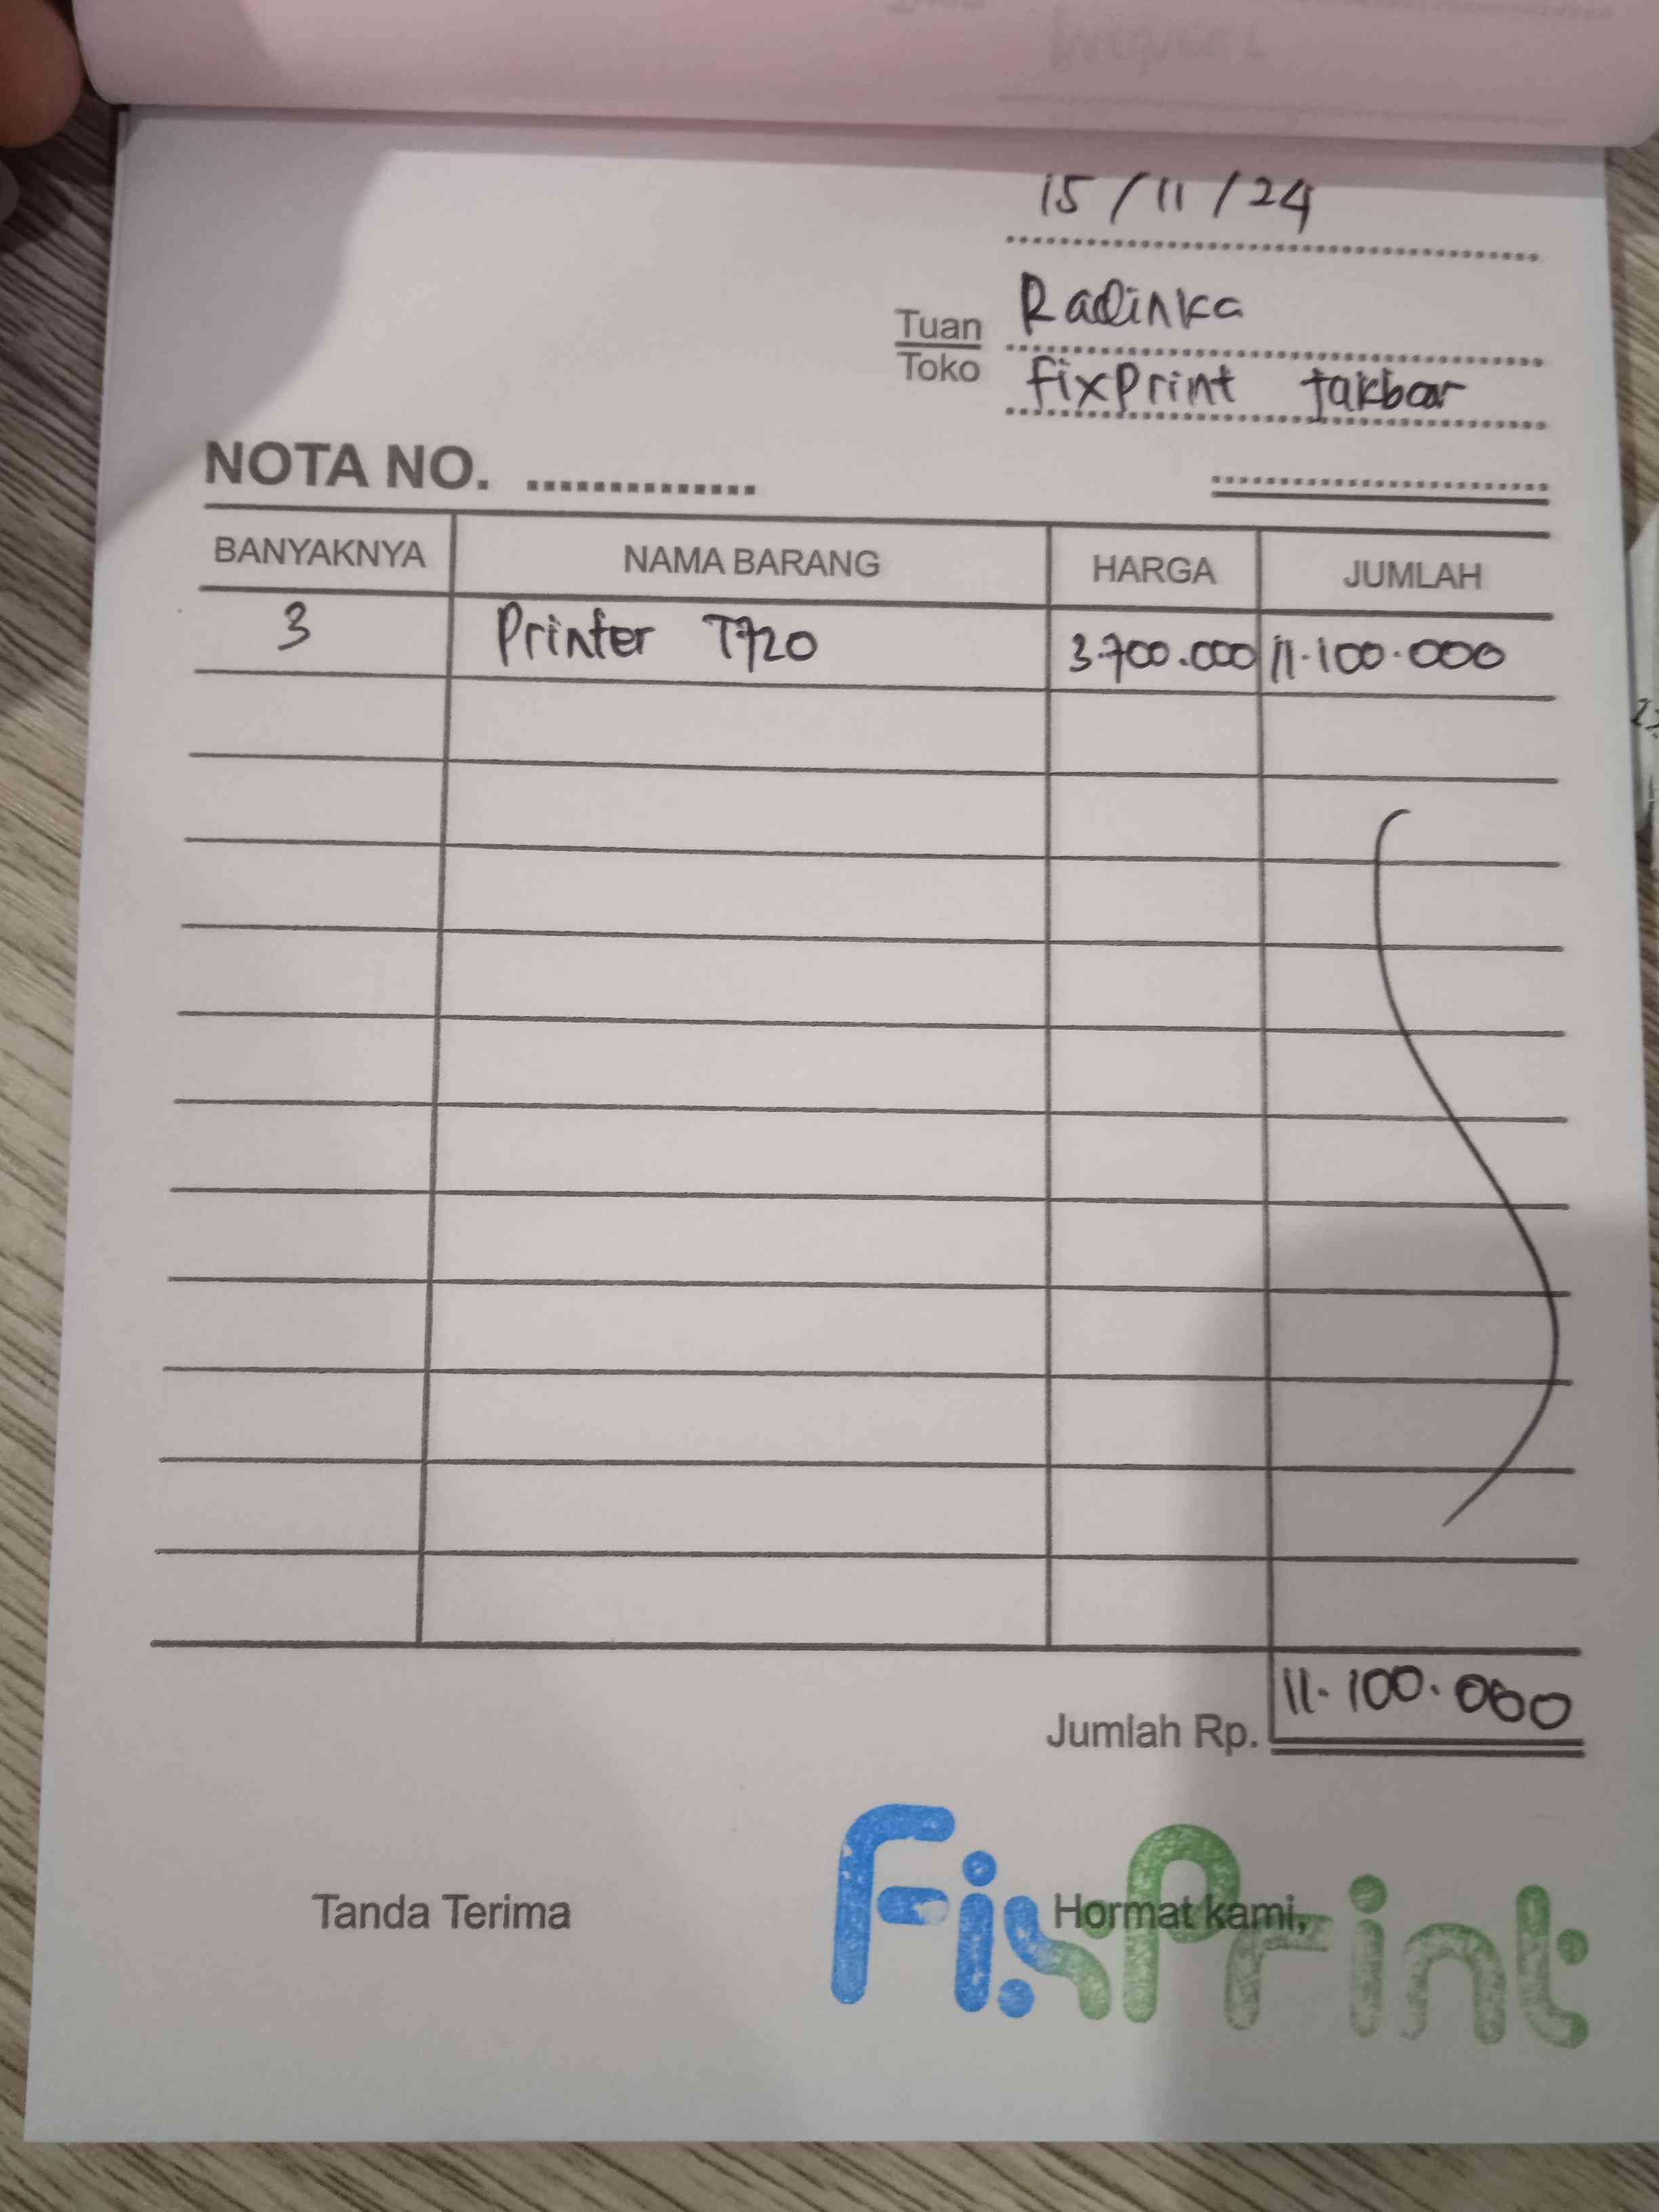 15/11/24
Tuan Radinka
Toko fixprint Jakbar
NOTA NO. ..............
BANYAKNYA NAMA BARANG HARGA JUMLAH
3 Printer T720 3.700.000 11.100.000
Jumlah Rp. 11.100.000
Tanda Terima Hormat kami,
FixPrint